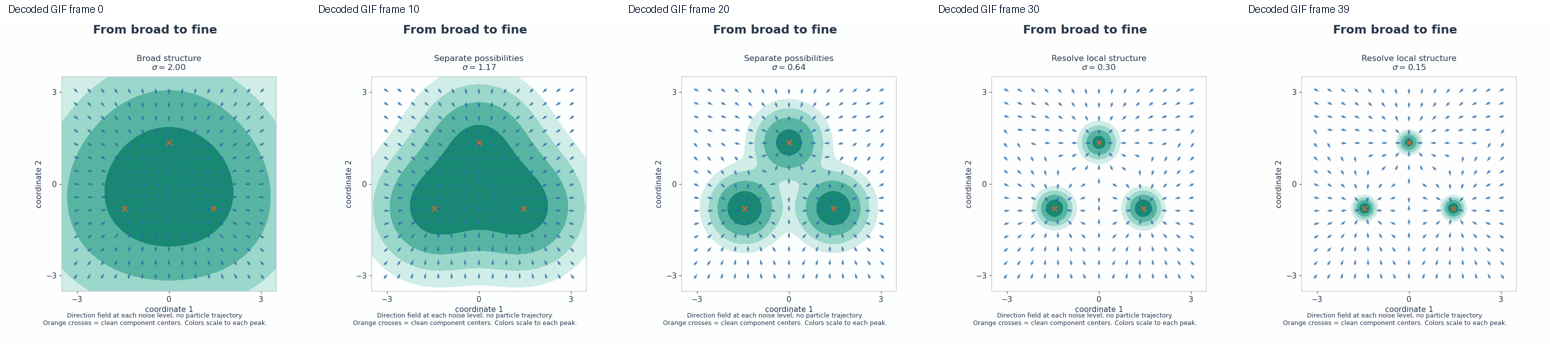 Decoded GIF frame 0
From broad to fine
Broad structure
σ = 2.00
3
0
−3
coordinate 2
−3 0 3
coordinate 1
Direction field at each noise level; no particle trajectory.
Orange crosses = clean component centers. Colors scale to each peak.
Decoded GIF frame 10
From broad to fine
Separate possibilities
σ = 1.17
3
0
−3
coordinate 2
−3 0 3
coordinate 1
Direction field at each noise level; no particle trajectory.
Orange crosses = clean component centers. Colors scale to each peak.
Decoded GIF frame 20
From broad to fine
Separate possibilities
σ = 0.64
3
0
−3
coordinate 2
−3 0 3
coordinate 1
Direction field at each noise level; no particle trajectory.
Orange crosses = clean component centers. Colors scale to each peak.
Decoded GIF frame 30
From broad to fine
Resolve local structure
σ = 0.30
3
0
−3
coordinate 2
−3 0 3
coordinate 1
Direction field at each noise level; no particle trajectory.
Orange crosses = clean component centers. Colors scale to each peak.
Decoded GIF frame 39
From broad to fine
Resolve local structure
σ = 0.15
3
0
−3
coordinate 2
−3 0 3
coordinate 1
Direction field at each noise level; no particle trajectory.
Orange crosses = clean component centers. Colors scale to each peak.